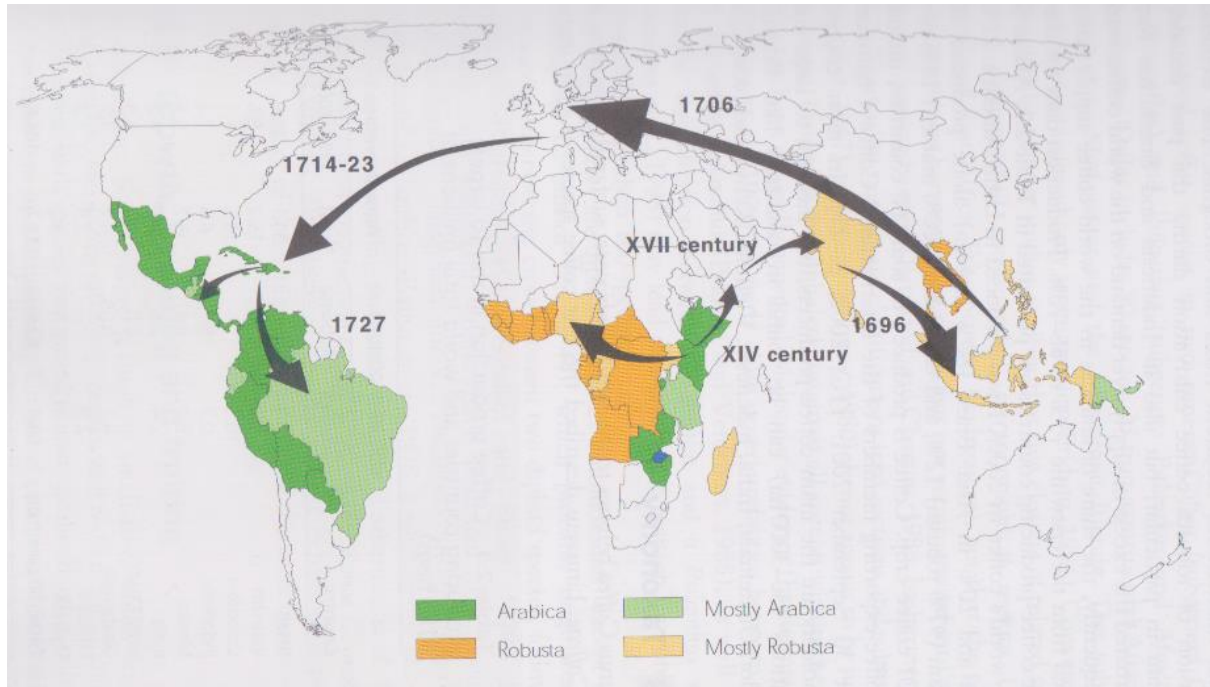 1706
1714-23
XVII century
1727
1696
XIV century
Arabica
Mostly Arabica
Robusta
Mostly Robusta